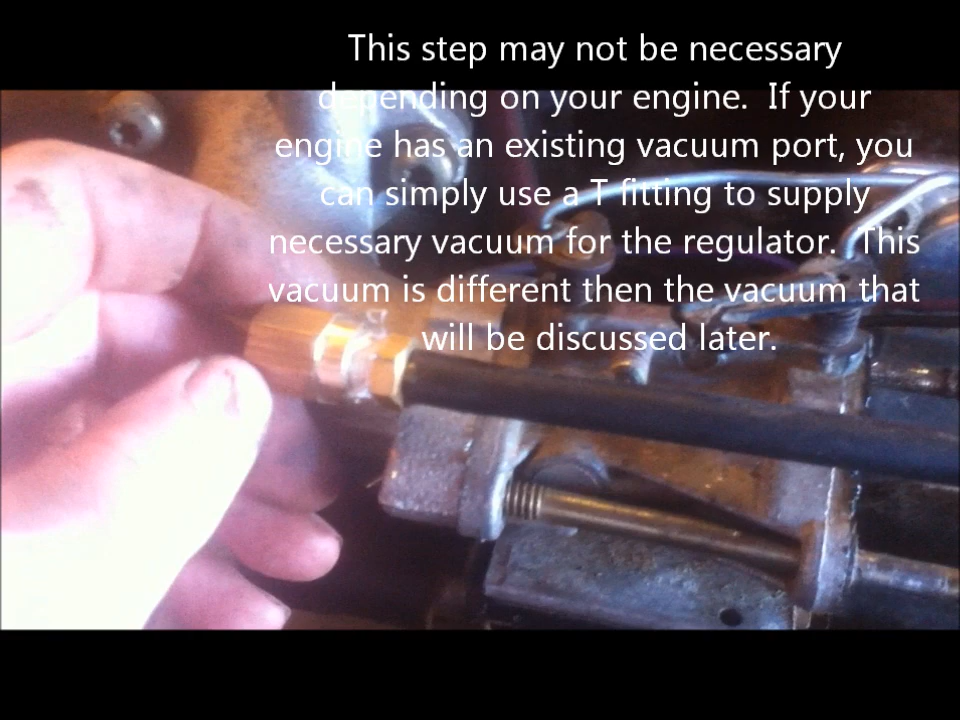 This step may not be necessary
depending on your engine.  If your
engine has an existing vacuum port, you
can simply use a T fitting to supply
necessary vacuum for the regulator.  This
vacuum is different then the vacuum that
will be discussed later.